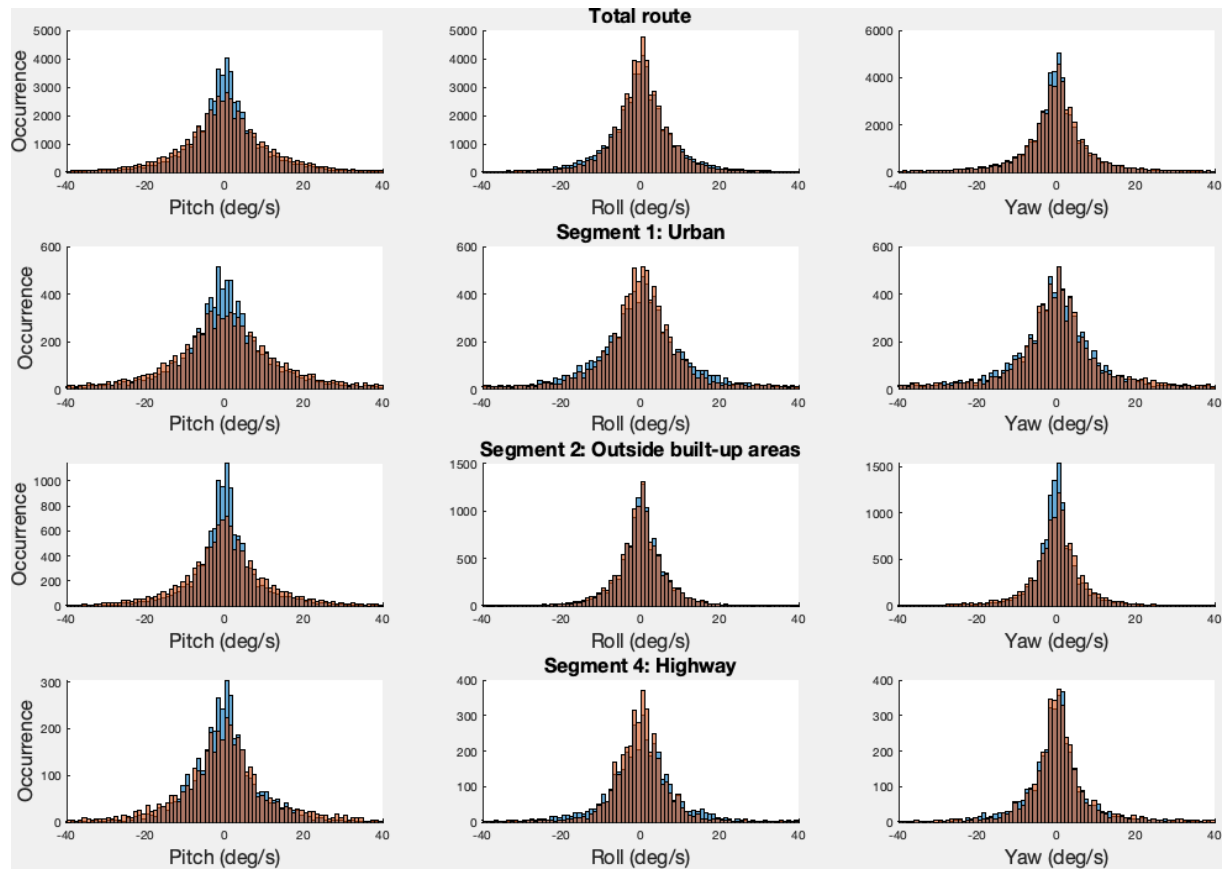 Total route
5000
4000
3000
2000
1000
0
Occurrence
-40 -20 0 20 40
Pitch (deg/s)
5000
4000
3000
2000
1000
0
-40 -20 0 20 40
Roll (deg/s)
6000
4000
2000
0
-40 -20 0 20 40
Yaw (deg/s)
Segment 1: Urban
600
400
200
0
Occurrence
-40 -20 0 20 40
Pitch (deg/s)
600
400
200
0
-40 -20 0 20 40
Roll (deg/s)
600
400
200
0
-40 -20 0 20 40
Yaw (deg/s)
Segment 2: Outside built-up areas
1000
800
600
400
200
0
Occurrence
-40 -20 0 20 40
Pitch (deg/s)
1500
1000
500
0
-40 -20 0 20 40
Roll (deg/s)
1500
1000
500
0
-40 -20 0 20 40
Yaw (deg/s)
Segment 4: Highway
300
200
100
0
Occurrence
-40 -20 0 20 40
Pitch (deg/s)
400
300
200
100
0
-40 -20 0 20 40
Roll (deg/s)
400
300
200
100
0
-40 -20 0 20 40
Yaw (deg/s)